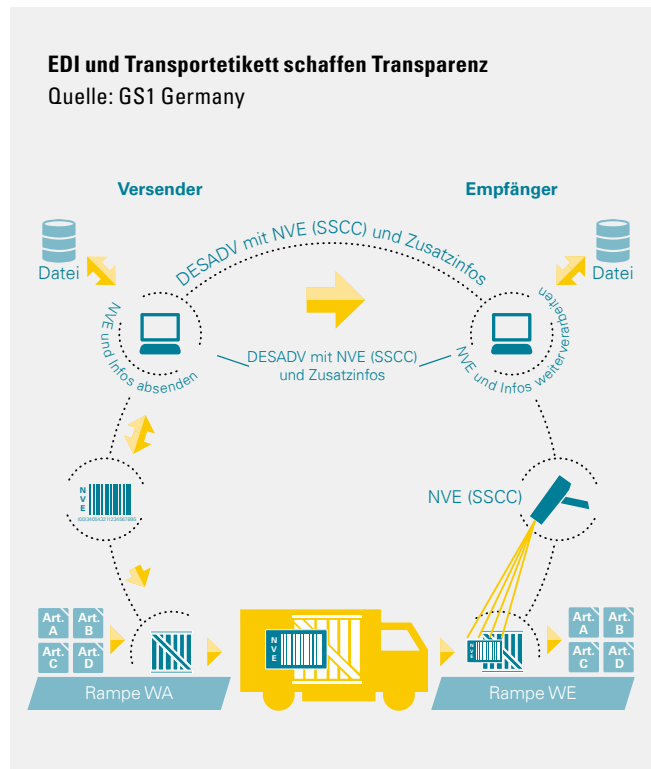 EDI und Transportetikett schaffen Transparenz
Quelle: GS1 Germany
Versender
Empfänger
DESADV mit NVE (SSCC) und Zusatzinfos
Datei
Datei
NVE und Infos absenden
NVE und Infos weiterverarbeiten
DESADV mit NVE (SSCC)
und Zusatzinfos
NVE
NVE (SSCC)
Art. A
Art. B
Art. C
Art. D
NVE
NVE
Art. A
Art. B
Art. C
Art. D
Rampe WA
Rampe WE